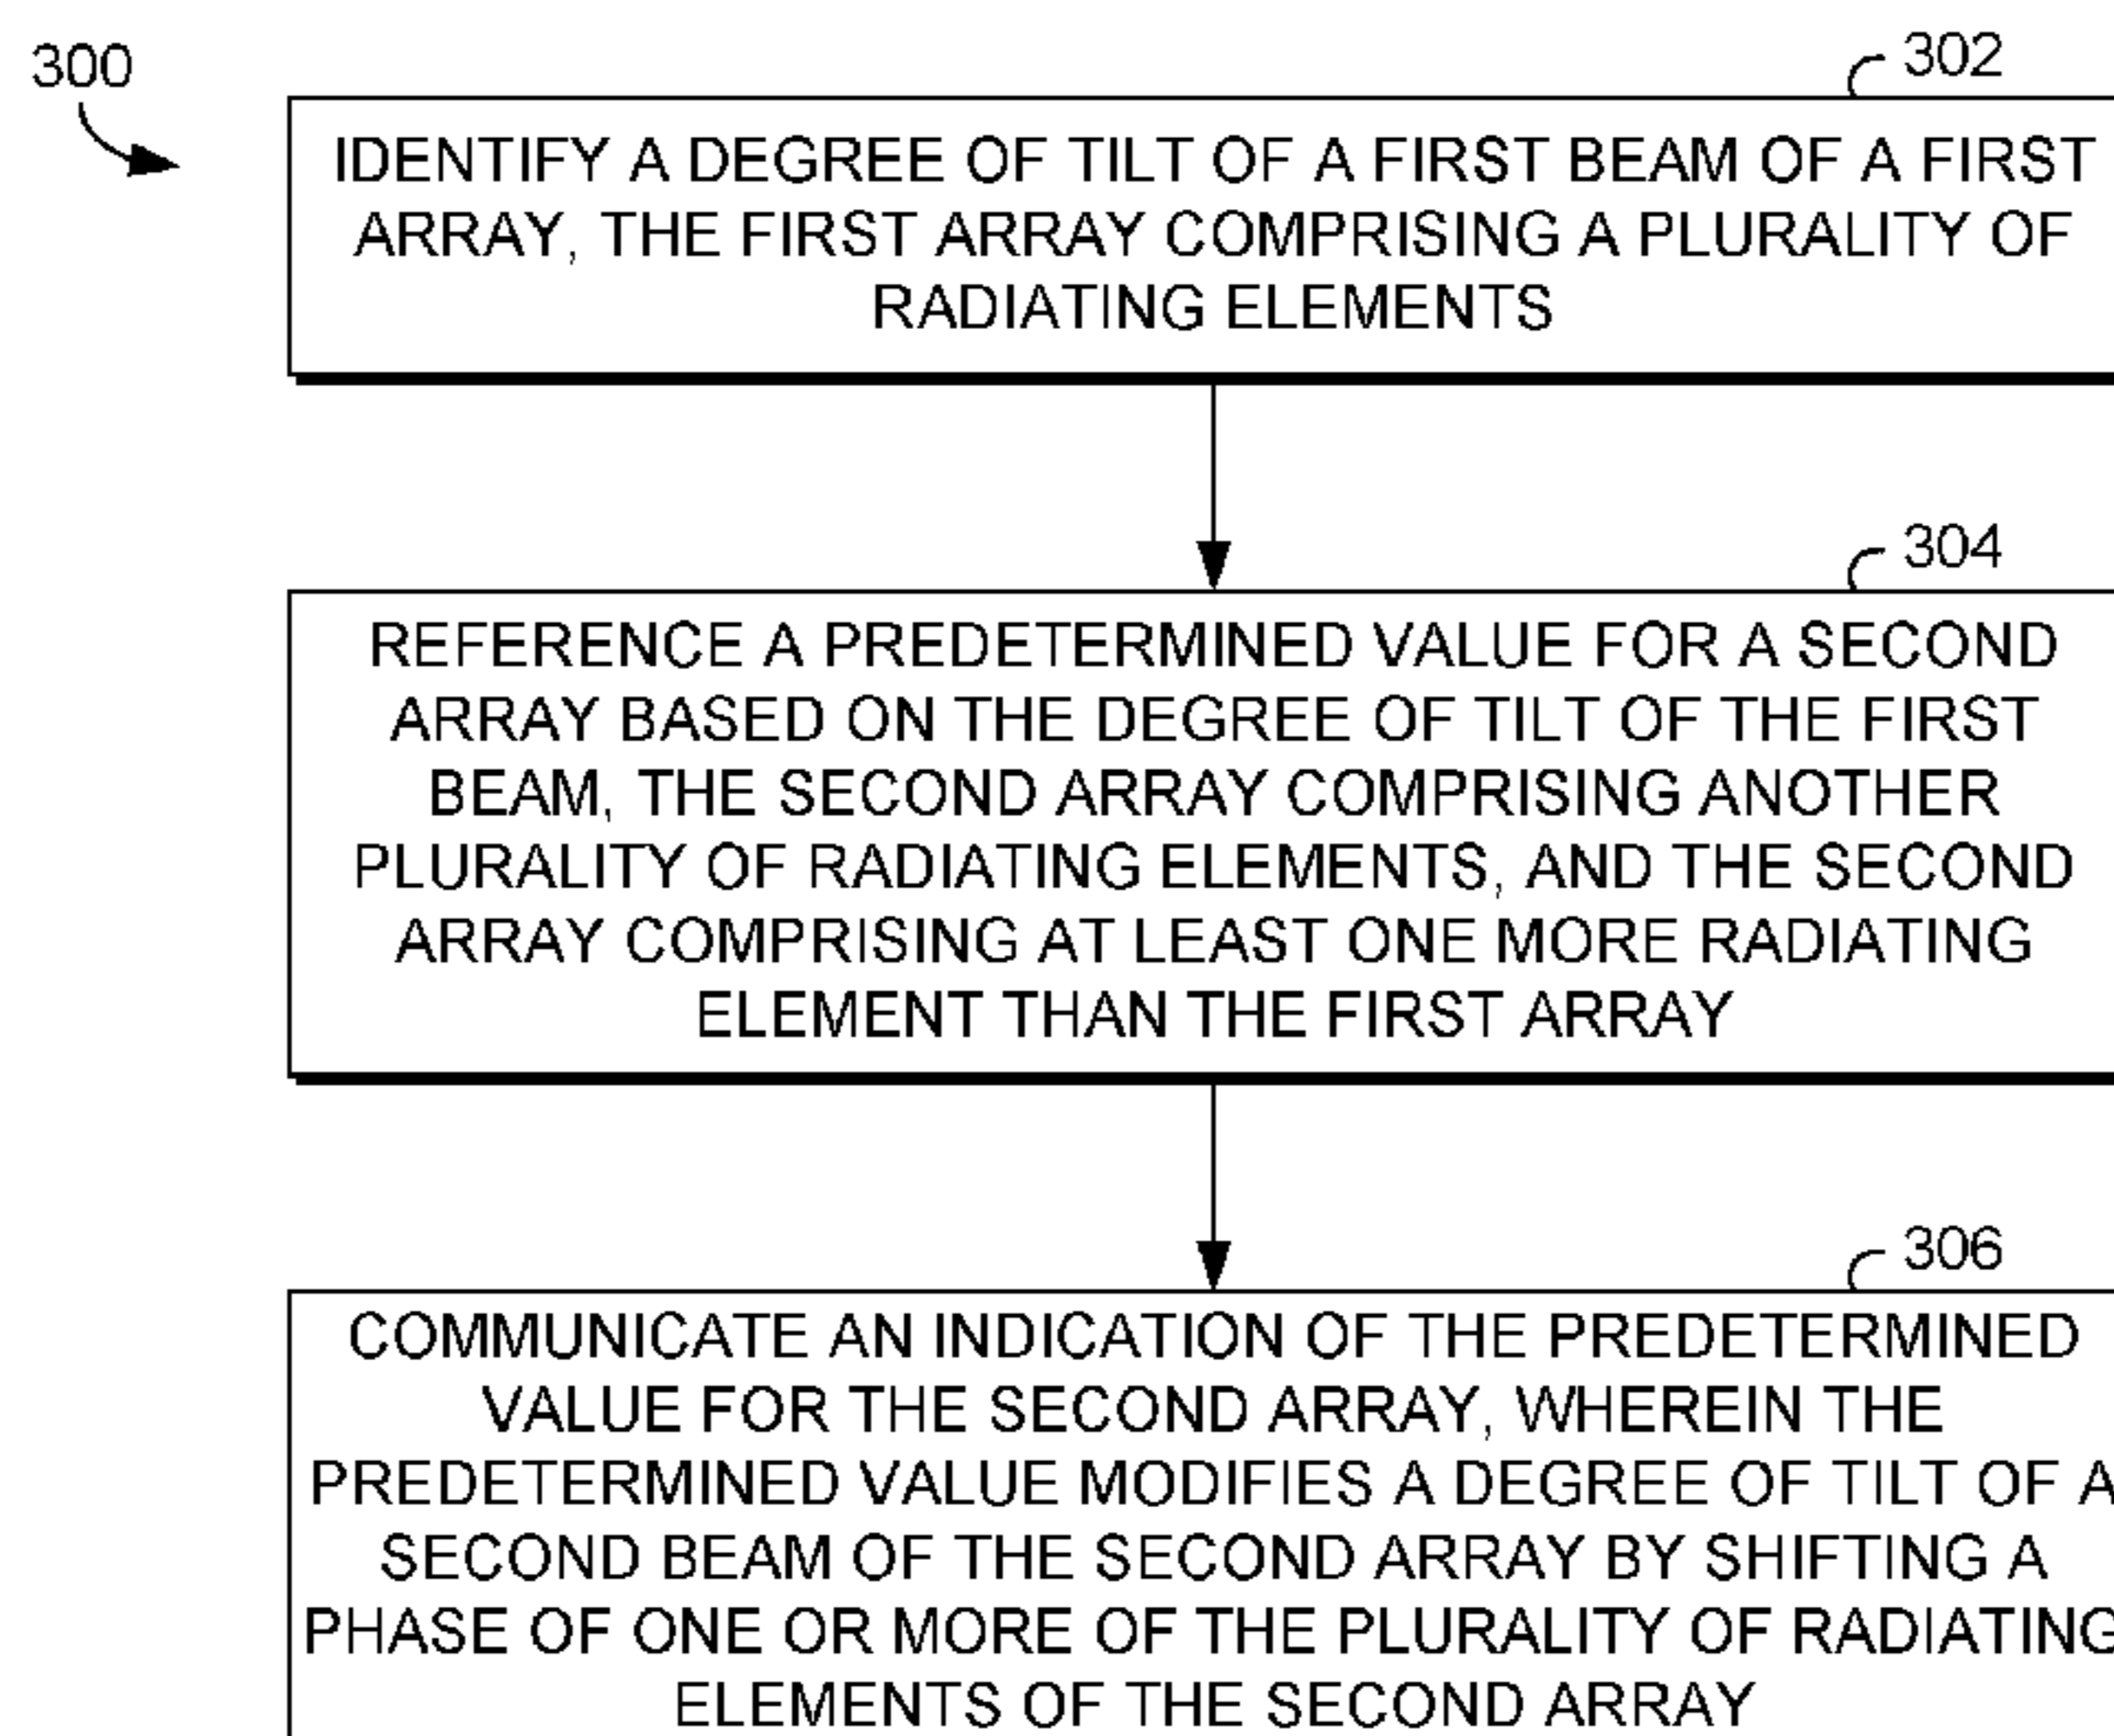 300
302
IDENTIFY A DEGREE OF TILT OF A FIRST BEAM OF A FIRST
ARRAY, THE FIRST ARRAY COMPRISING A PLURALITY OF
RADIATING ELEMENTS
304
REFERENCE A PREDETERMINED VALUE FOR A SECOND
ARRAY BASED ON THE DEGREE OF TILT OF THE FIRST
BEAM, THE SECOND ARRAY COMPRISING ANOTHER
PLURALITY OF RADIATING ELEMENTS, AND THE SECOND
ARRAY COMPRISING AT LEAST ONE MORE RADIATING
ELEMENT THAN THE FIRST ARRAY
306
COMMUNICATE AN INDICATION OF THE PREDETERMINED
VALUE FOR THE SECOND ARRAY, WHEREIN THE
PREDETERMINED VALUE MODIFIES A DEGREE OF TILT OF A
SECOND BEAM OF THE SECOND ARRAY BY SHIFTING A
PHASE OF ONE OR MORE OF THE PLURALITY OF RADIATING
ELEMENTS OF THE SECOND ARRAY